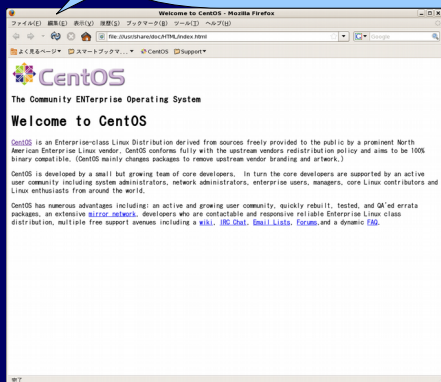 Welcome to CentOS - Mozilla Firefox
ファイル(F) 編集(E) 表示(V) 履歴(S) ブックマーク(B) ツール(T) ヘルプ(H)
file:///usr/share/doc/HTML/index.html
Google
よく見るページ▼ スマートブックマ...▼ CentOS Support▼
CentOS
The Community ENTerprise Operating System
Welcome to CentOS
CentOS is an Enterprise-class Linux Distribution derived from sources freely provided to the public by a prominent North
American Enterprise Linux vendor. CentOS conforms fully with the upstream vendors redistribution policy and aims to be 100%
binary compatible. (CentOS mainly changes packages to remove upstream vendor branding and artwork.)
CentOS is developed by a small but growing team of core developers. In turn the core developers are supported by an active
user community including system administrators, network administrators, enterprise users, managers, core Linux contributors and
Linux enthusiasts from around the world.
CentOS has numerous advantages including: an active and growing user community, quickly rebuilt, tested, and QA'ed errata
packages, an extensive mirror network, developers who are contactable and responsive reliable Enterprise Linux class
distribution, multiple free support avenues including a wiki, IRC Chat, Email Lists, Forums,and a dynamic FAQ.
完了